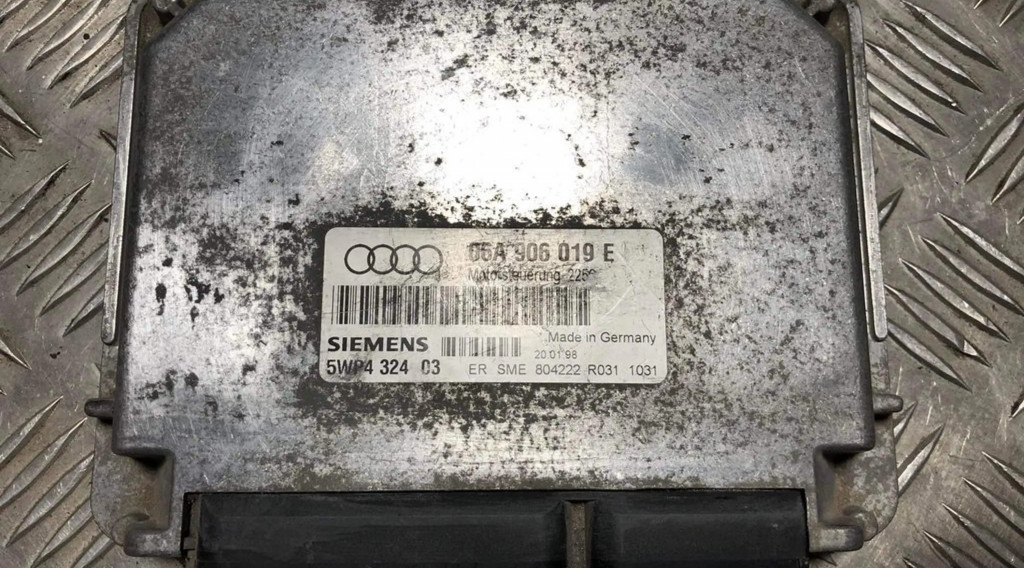 06A 906 019 E
Motorsteuerung
SIEMENS
Made in Germany
20.01.98
5WP4 324 03
ER SME 804222 R031 1031